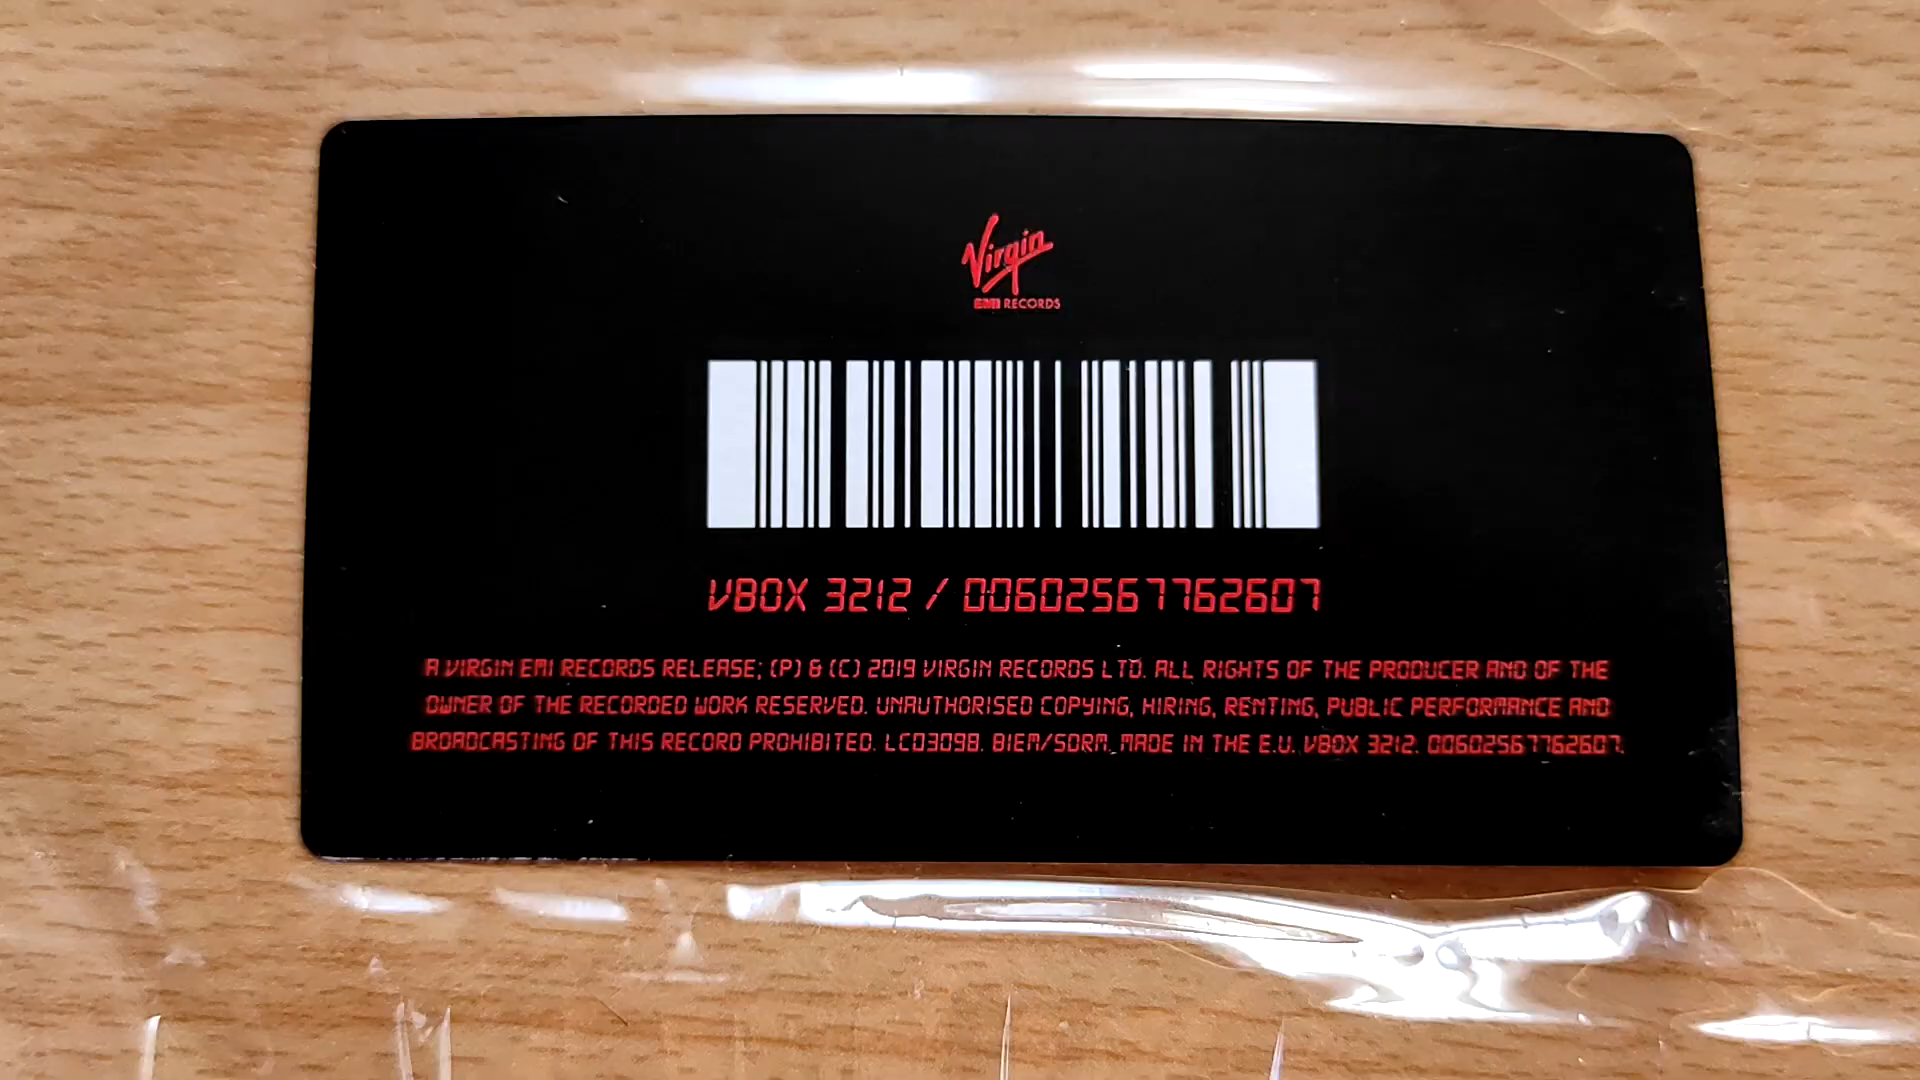 Virgin
EMI RECORDS
VBOX 3212 / 00602567762607
A VIRGIN EMI RECORDS RELEASE; (P) & (C) 2019 VIRGIN RECORDS LTD. ALL RIGHTS OF THE PRODUCER AND OF THE
OWNER OF THE RECORDED WORK RESERVED. UNAUTHORISED COPYING, HIRING, RENTING, PUBLIC PERFORMANCE AND
BROADCASTING OF THIS RECORD PROHIBITED. LC03098. BIEM/SDRM. MADE IN THE E.U. VBOX 3212. 00602567762607.